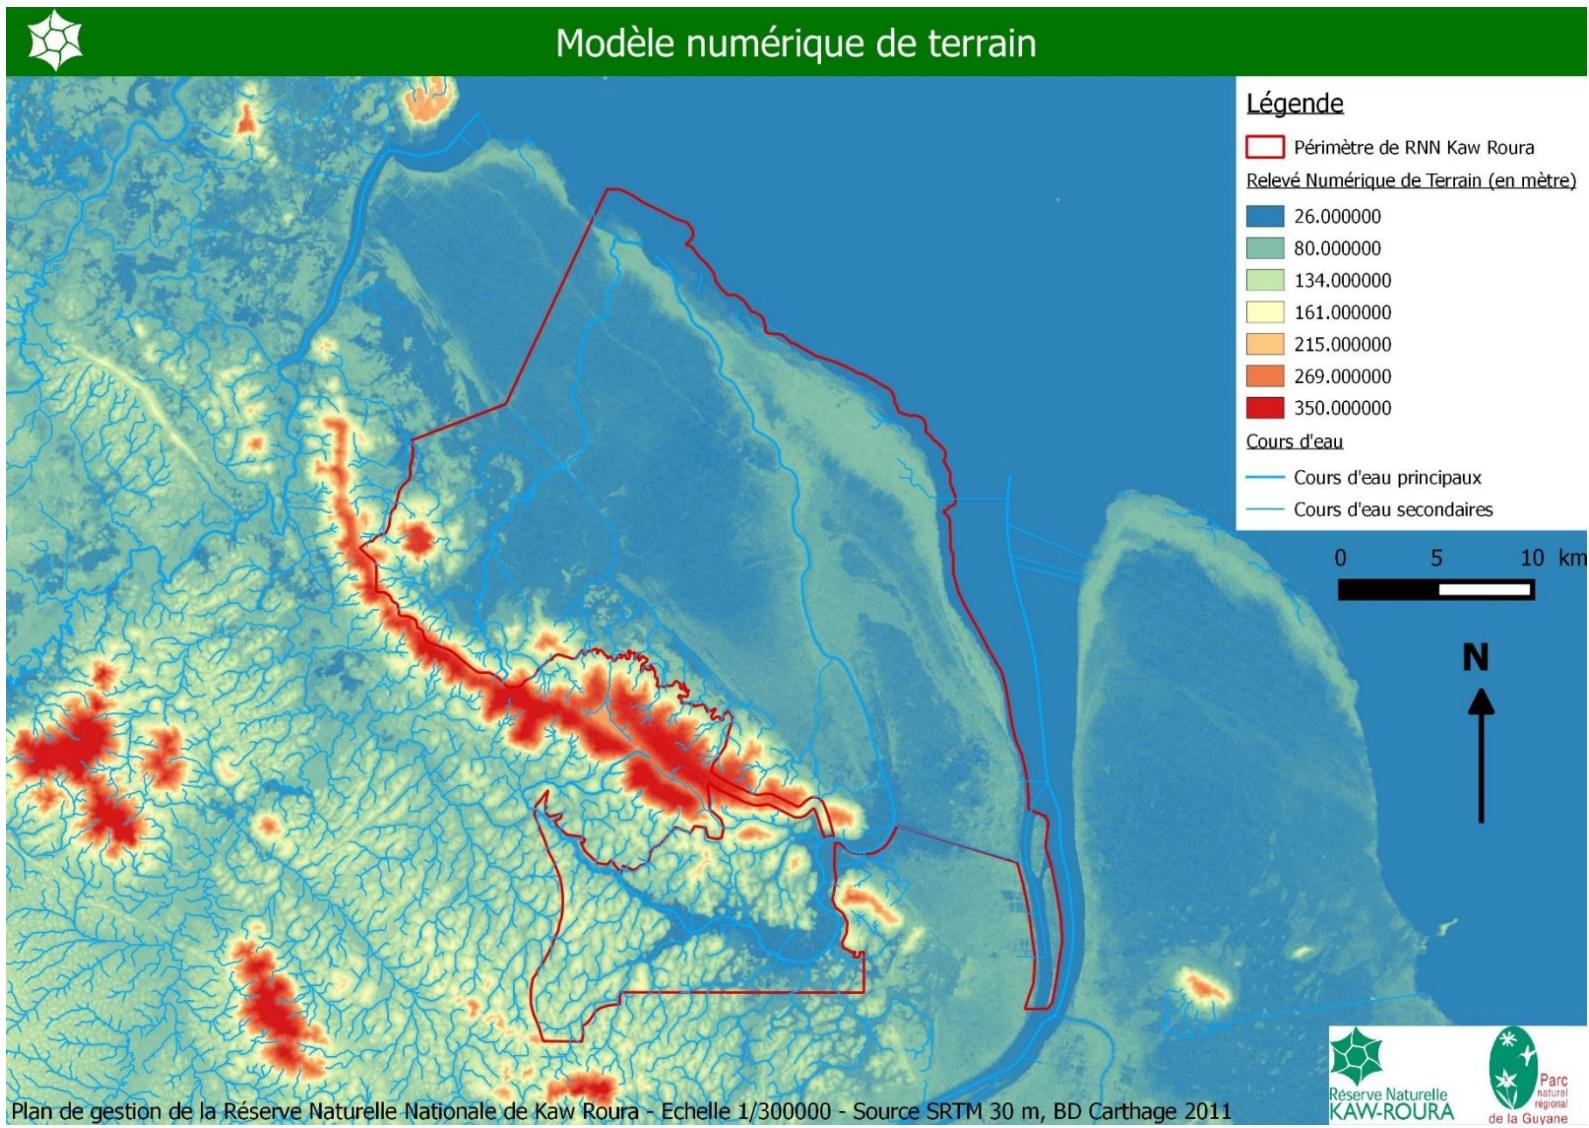 Modèle numérique de terrain
Légende
Périmètre de RNN Kaw Roura
Relevé Numérique de Terrain (en mètre)
26.000000
80.000000
134.000000
161.000000
215.000000
269.000000
350.000000
Cours d'eau
Cours d'eau principaux
Cours d'eau secondaires
0 5 10 km
N
Plan de gestion de la Réserve Naturelle Nationale de Kaw Roura - Echelle 1/300000 - Source SRTM 30 m, BD Carthage 2011
Réserve Naturelle
KAW-ROURA
Parc
naturel
régional
de la Guyane